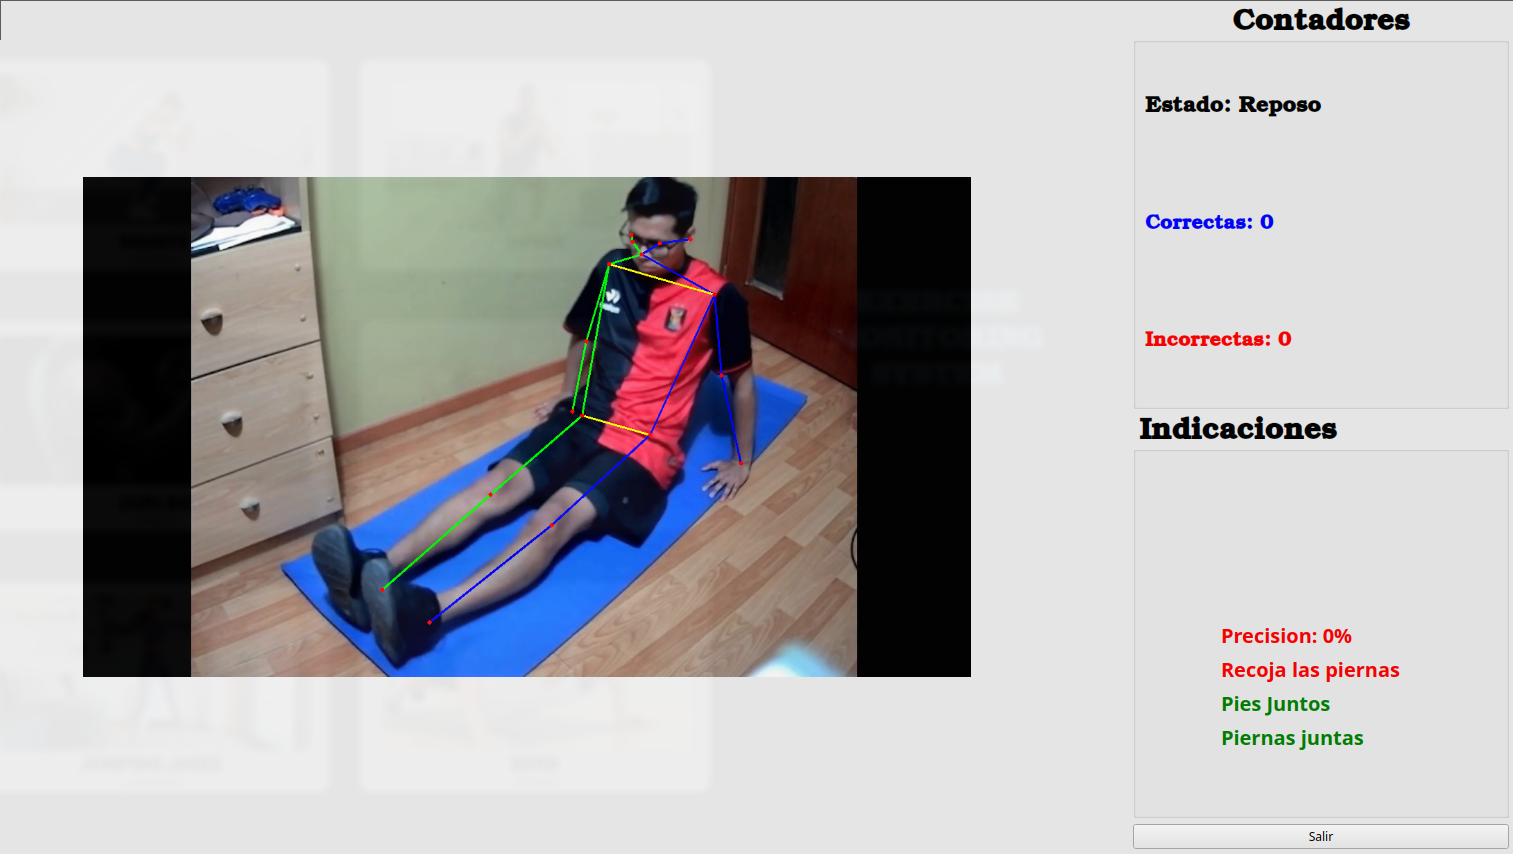 Contadores
Estado: Reposo
Correctas: 0
Incorrectas: 0
Indicaciones
Precision: 0%
Recoja las piernas
Pies Juntos
Piernas juntas
Salir